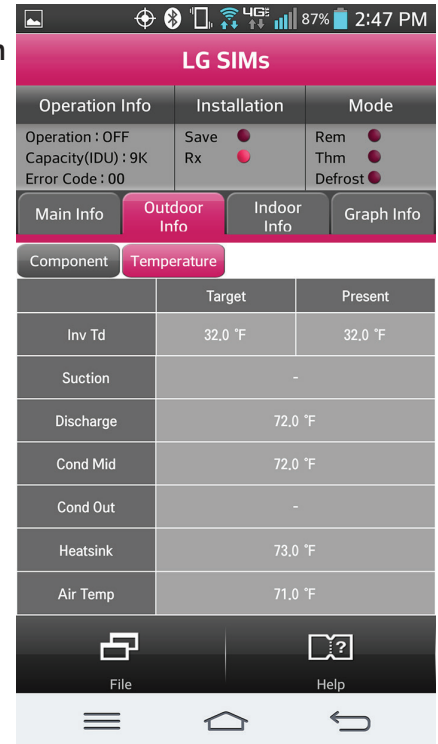 n
4GE 87% 2:47 PM
LG SIMs
Operation Info Installation Mode
Operation : OFF Save Rem
Capacity(IDU) : 9K Rx Thm
Error Code : 00 Defrost
Main Info Outdoor Info Indoor Info Graph Info
Component Temperature
Target Present
Inv Td 32.0 °F 32.0 °F
Suction -
Discharge 72.0 °F
Cond Mid 72.0 °F
Cond Out -
Heatsink 73.0 °F
Air Temp 71.0 °F
?
File Help